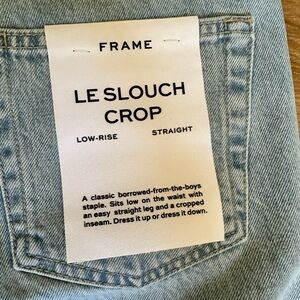 FRAME
LE SLOUCH
CROP
LOW-RISE STRAIGHT
A classic borrowed-from-the-boys
staple. Sits low on the waist with
an easy straight leg and a cropped
inseam. Dress it up or dress it down.